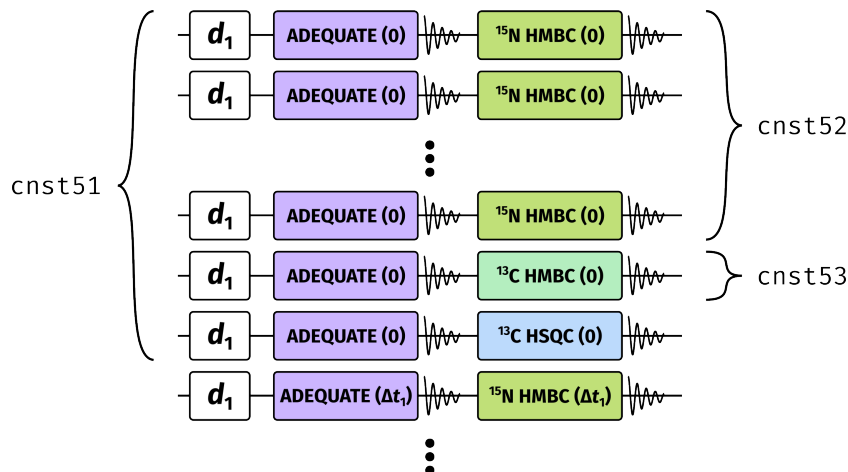 d₁ ADEQUATE (0) ¹⁵N HMBC (0)
d₁ ADEQUATE (0) ¹⁵N HMBC (0)
cnst52
cnst51
d₁ ADEQUATE (0) ¹⁵N HMBC (0)
d₁ ADEQUATE (0) ¹³C HMBC (0) cnst53
d₁ ADEQUATE (0) ¹³C HSQC (0)
d₁ ADEQUATE (Δt₁) ¹⁵N HMBC (Δt₁)